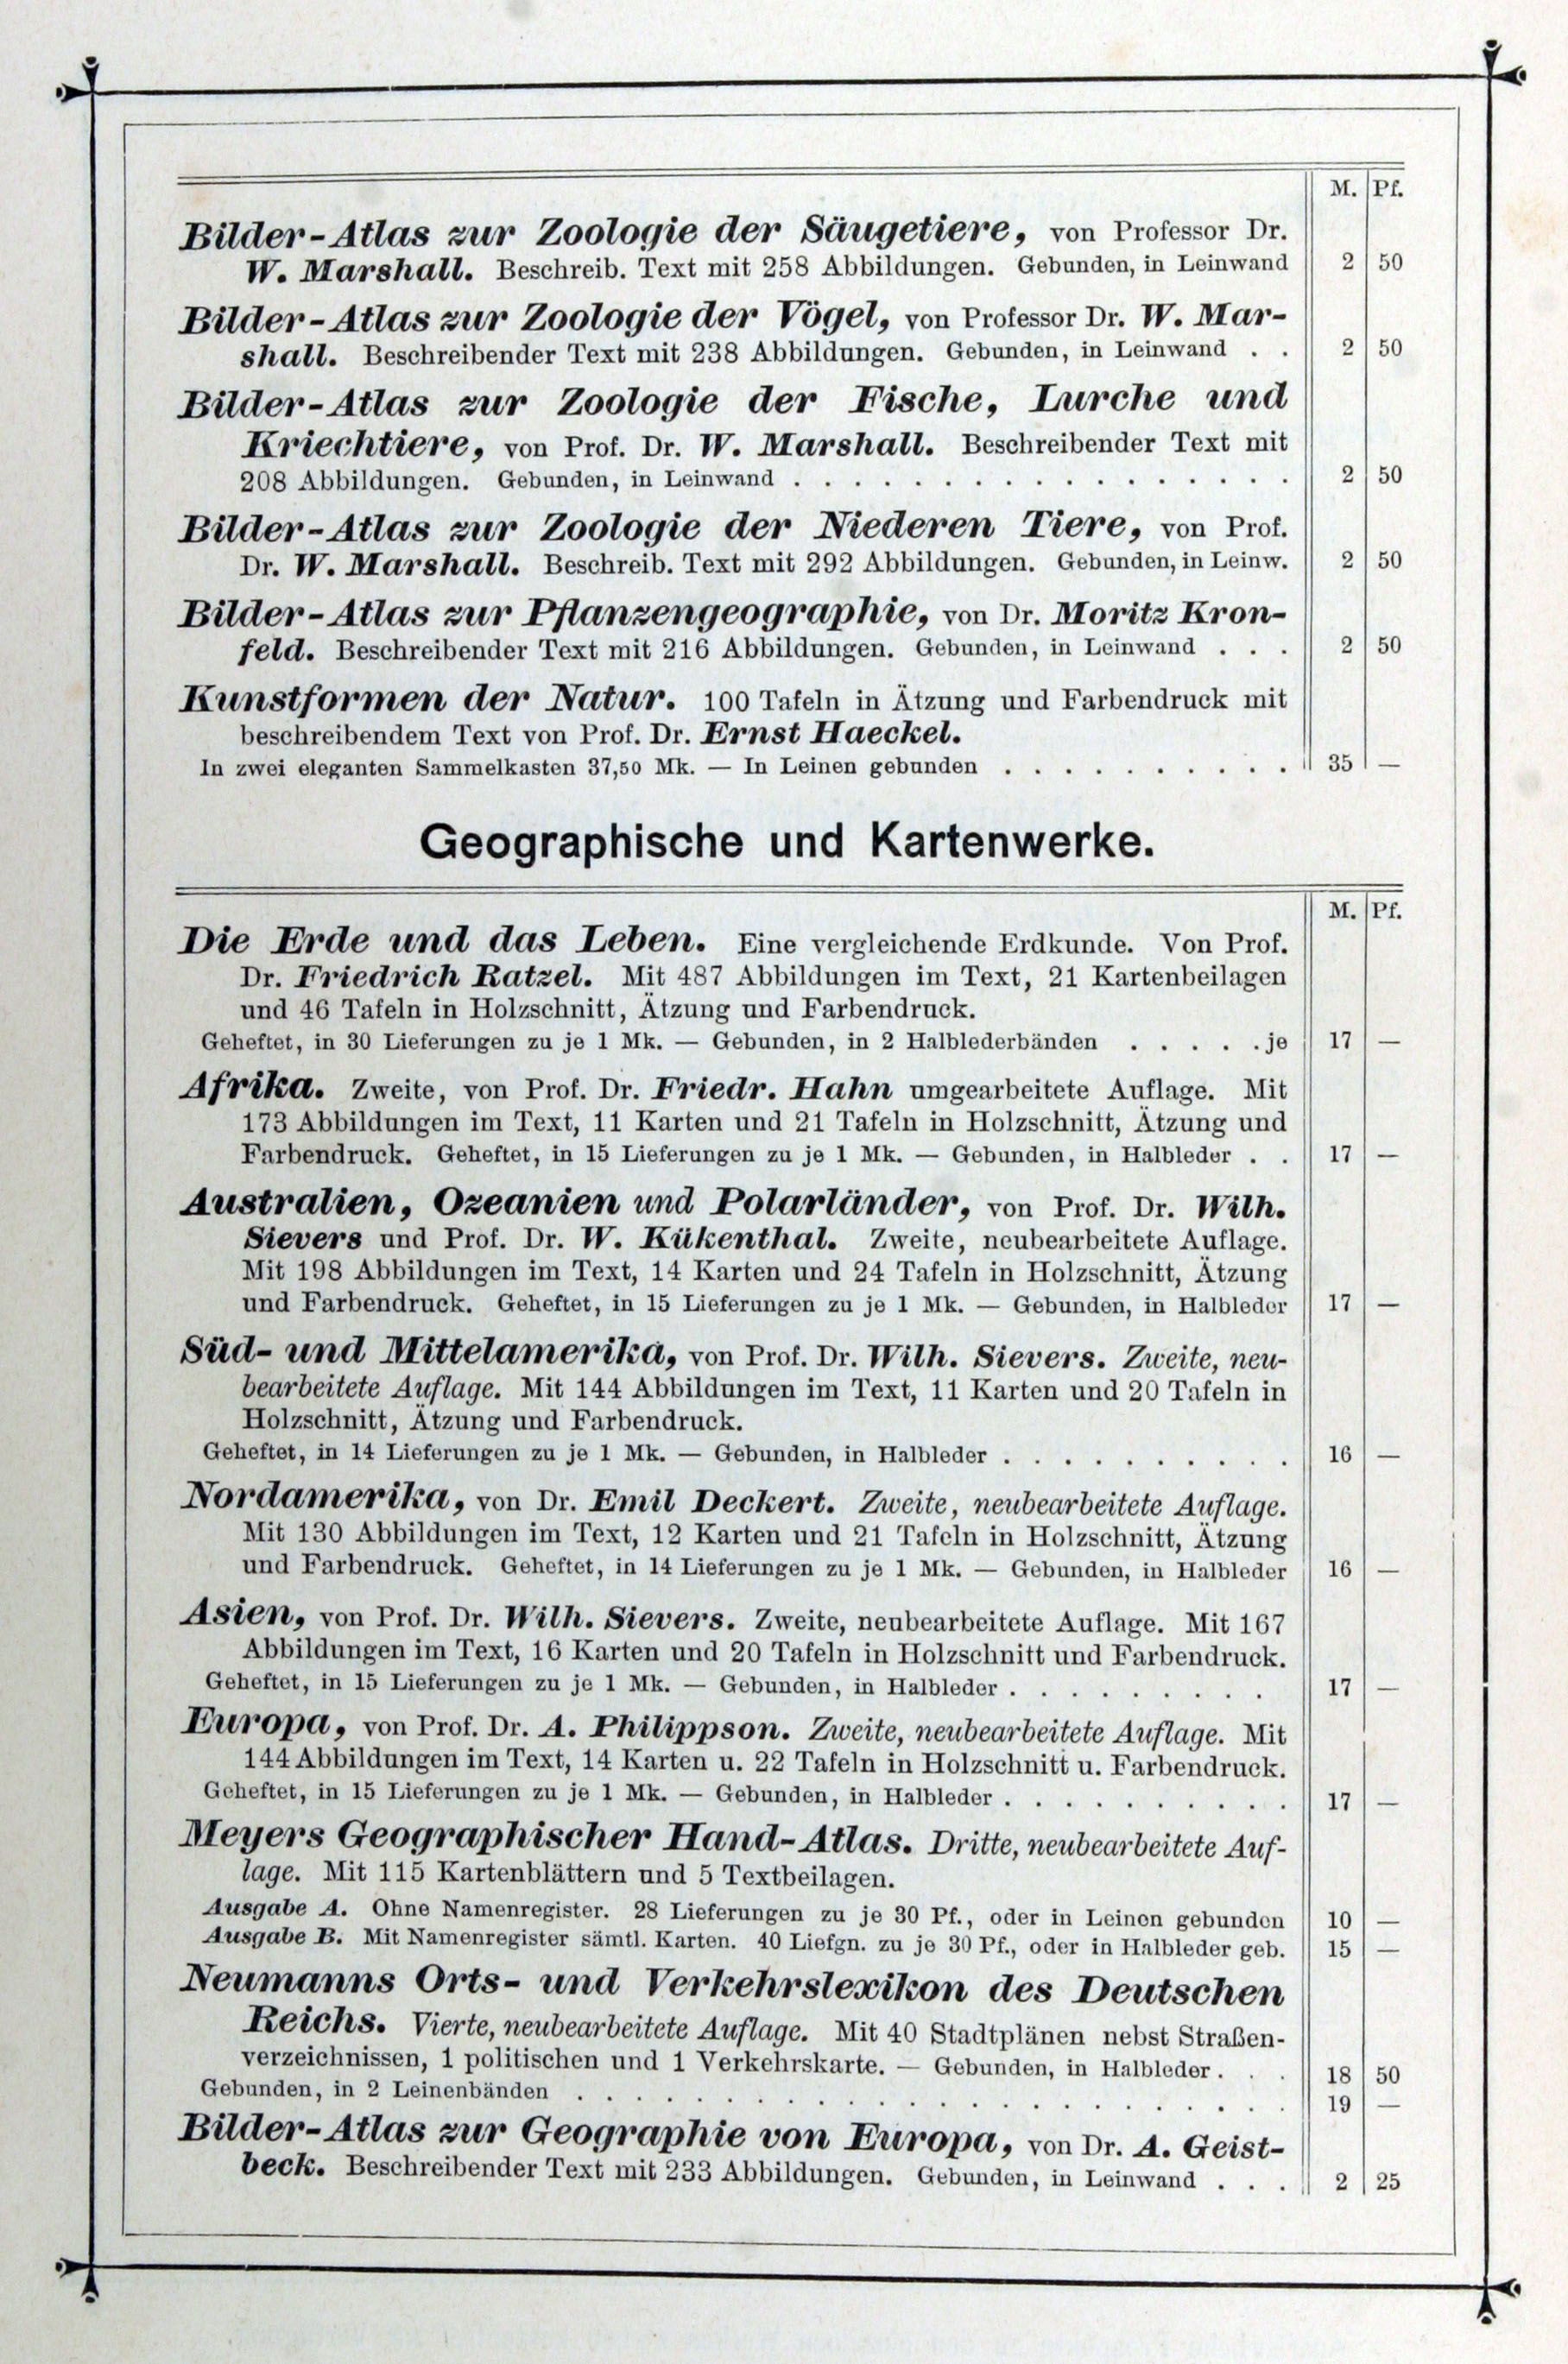 M. Pf.
Bilder-Atlas zur Zoologie der Säugetiere, von Professor Dr.
W. Marshall. Beschreib. Text mit 258 Abbildungen. Gebunden, in Leinwand 2 50
Bilder-Atlas zur Zoologie der Vögel, von Professor Dr. W. Mar-
shall. Beschreibender Text mit 238 Abbildungen. Gebunden, in Leinwand . . 2 50
Bilder-Atlas zur Zoologie der Fische, Lurche und
Kriechtiere, von Prof. Dr. W. Marshall. Beschreibender Text mit
208 Abbildungen. Gebunden, in Leinwand . . . . . . . . . . . . . . . . . 2 50
Bilder-Atlas zur Zoologie der Niederen Tiere, von Prof.
Dr. W. Marshall. Beschreib. Text mit 292 Abbildungen. Gebunden, in Leinw. 2 50
Bilder-Atlas zur Pflanzengeographie, von Dr. Moritz Kron-
feld. Beschreibender Text mit 216 Abbildungen. Gebunden, in Leinwand . . . 2 50
Kunstformen der Natur. 100 Tafeln in Ätzung und Farbendruck mit
beschreibendem Text von Prof. Dr. Ernst Haeckel.
In zwei eleganten Sammelkasten 37,50 Mk. — In Leinen gebunden . . . . . . . . . . 35 —
Geographische und Kartenwerke.
M. Pf.
Die Erde und das Leben. Eine vergleichende Erdkunde. Von Prof.
Dr. Friedrich Ratzel. Mit 487 Abbildungen im Text, 21 Kartenbeilagen
und 46 Tafeln in Holzschnitt, Ätzung und Farbendruck.
Geheftet, in 30 Lieferungen zu je 1 Mk. — Gebunden, in 2 Halblederbänden . . . . . je 17 —
Afrika. Zweite, von Prof. Dr. Friedr. Hahn umgearbeitete Auflage. Mit
173 Abbildungen im Text, 11 Karten und 21 Tafeln in Holzschnitt, Ätzung und
Farbendruck. Geheftet, in 15 Lieferungen zu je 1 Mk. — Gebunden, in Halbleder . . 17 —
Australien, Ozeanien und Polarländer, von Prof. Dr. Wilh.
Sievers und Prof. Dr. W. Kükenthal. Zweite, neubearbeitete Auflage.
Mit 198 Abbildungen im Text, 14 Karten und 24 Tafeln in Holzschnitt, Ätzung
und Farbendruck. Geheftet, in 15 Lieferungen zu je 1 Mk. — Gebunden, in Halbleder 17 —
Süd- und Mittelamerika, von Prof. Dr. Wilh. Sievers. Zweite, neu-
bearbeitete Auflage. Mit 144 Abbildungen im Text, 11 Karten und 20 Tafeln in
Holzschnitt, Ätzung und Farbendruck.
Geheftet, in 14 Lieferungen zu je 1 Mk. — Gebunden, in Halbleder . . . . . . . . . . 16 —
Nordamerika, von Dr. Emil Deckert. Zweite, neubearbeitete Auflage.
Mit 130 Abbildungen im Text, 12 Karten und 21 Tafeln in Holzschnitt, Ätzung
und Farbendruck. Geheftet, in 14 Lieferungen zu je 1 Mk. — Gebunden, in Halbleder 16 —
Asien, von Prof. Dr. Wilh. Sievers. Zweite, neubearbeitete Auflage. Mit 167
Abbildungen im Text, 16 Karten und 20 Tafeln in Holzschnitt und Farbendruck.
Geheftet, in 15 Lieferungen zu je 1 Mk. — Gebunden, in Halbleder . . . . . . . . . 17 —
Europa, von Prof. Dr. A. Philippson. Zweite, neubearbeitete Auflage. Mit
144 Abbildungen im Text, 14 Karten u. 22 Tafeln in Holzschnitt u. Farbendruck.
Geheftet, in 15 Lieferungen zu je 1 Mk. — Gebunden, in Halbleder . . . . . . . . . . 17 —
Meyers Geographischer Hand-Atlas. Dritte, neubearbeitete Auf-
lage. Mit 115 Kartenblättern und 5 Textbeilagen.
Ausgabe A. Ohne Namenregister. 28 Lieferungen zu je 30 Pf., oder in Leinen gebunden 10 —
Ausgabe B. Mit Namenregister sämtl. Karten. 40 Liefgn. zu je 30 Pf., oder in Halbleder geb. 15 —
Neumanns Orts- und Verkehrslexikon des Deutschen
Reichs. Vierte, neubearbeitete Auflage. Mit 40 Stadtplänen nebst Straßen-
verzeichnissen, 1 politischen und 1 Verkehrskarte. — Gebunden, in Halbleder . . . 18 50
Gebunden, in 2 Leinenbänden . . . . . . . . . . . . . . . . . . . . . . . . 19 —
Bilder-Atlas zur Geographie von Europa, von Dr. A. Geist-
beck. Beschreibender Text mit 233 Abbildungen. Gebunden, in Leinwand . . . 2 25